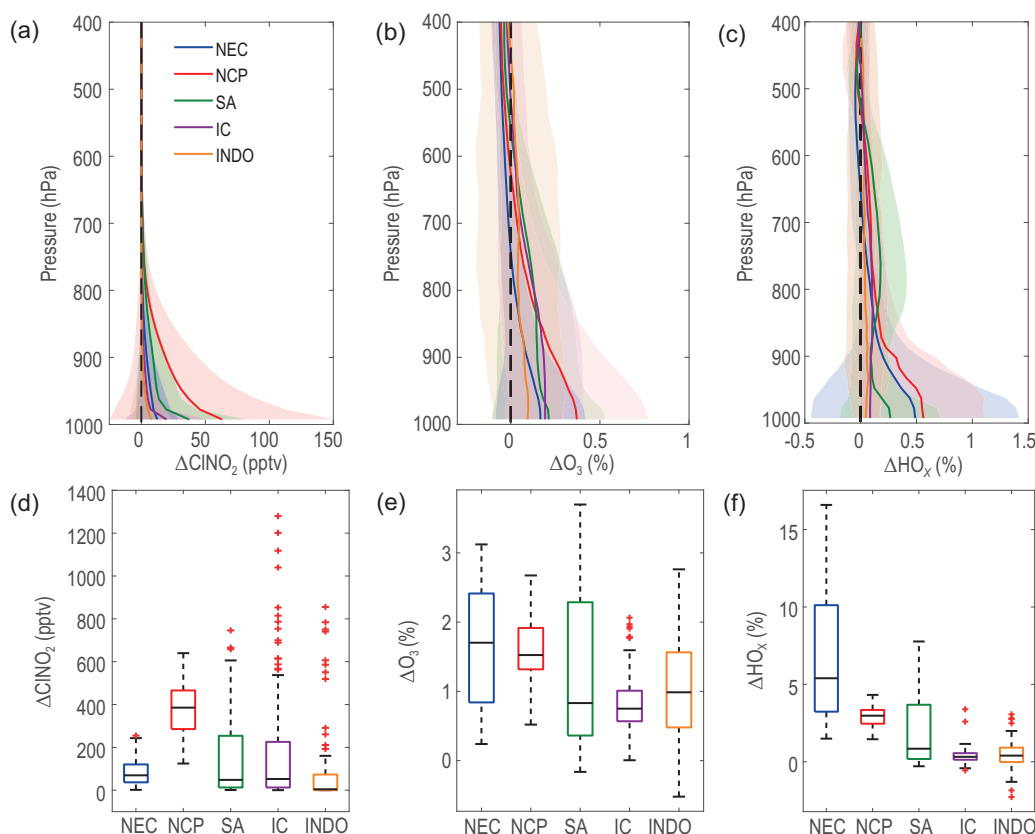 (a)
400
500
600
700
800
900
1000
Pressure (hPa)
NEC
NCP
SA
IC
INDO
0 50 100 150
ΔClNO₂ (pptv)
(b)
400
500
600
700
800
900
1000
Pressure (hPa)
0 0.5 1
ΔO₃ (%)
(c)
400
500
600
700
800
900
1000
Pressure (hPa)
-0.5 0 0.5 1 1.5
ΔHOₓ (%)
(d)
1400
1200
1000
800
600
400
200
0
ΔClNO₂ (pptv)
NEC NCP SA IC INDO
(e)
3
2
1
0
ΔO₃ (%)
NEC NCP SA IC INDO
(f)
15
10
5
0
ΔHOₓ (%)
NEC NCP SA IC INDO